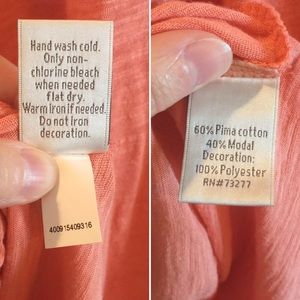 Hand wash cold.
Only non-
chlorine bleach
when needed
flat dry.
Warm iron if needed.
Do not iron
decoration.
400915409316
60% Pima cotton
40% Modal
Decoration:
100% Polyester
RN#73277